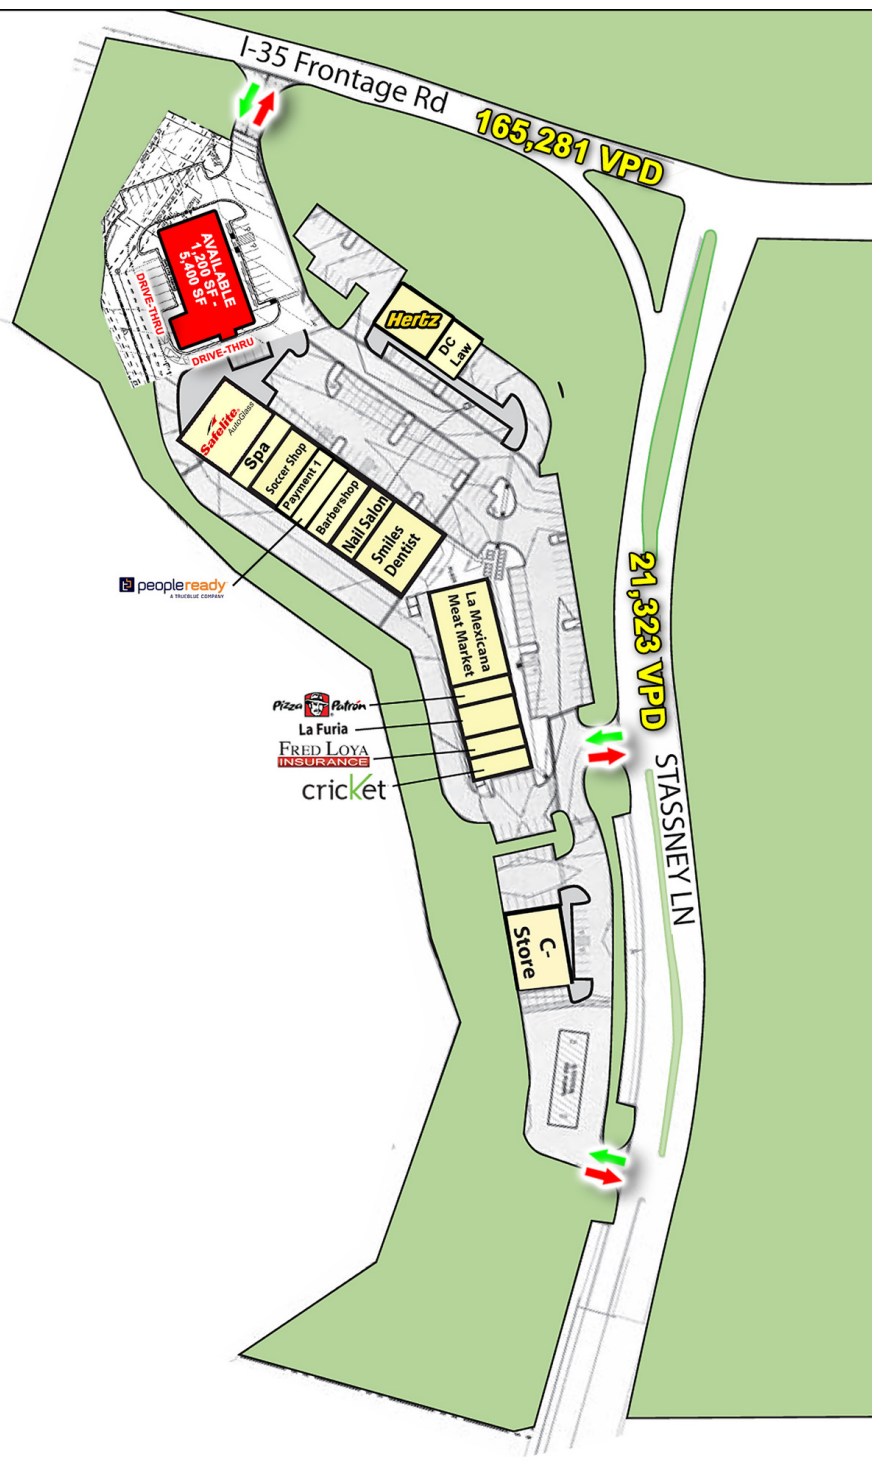 I-35 Frontage Rd
165,281 VPD
AVAILABLE
1,200 SF -
5,400 SF
DRIVE-THRU
DRIVE-THRU
Hertz
DC
Law
Safelite
AutoGlass
Spa
Soccer Shop
Payment 1
Barbershop
Nail Salon
Smiles
Dentist
peopleready
A TRUEBLUE COMPANY
La Mexicana
Meat Market
21,323 VPD
Pizza Patrón
La Furia
FRED LOYA
INSURANCE
cricket
STASSNEY LN
C-
Store